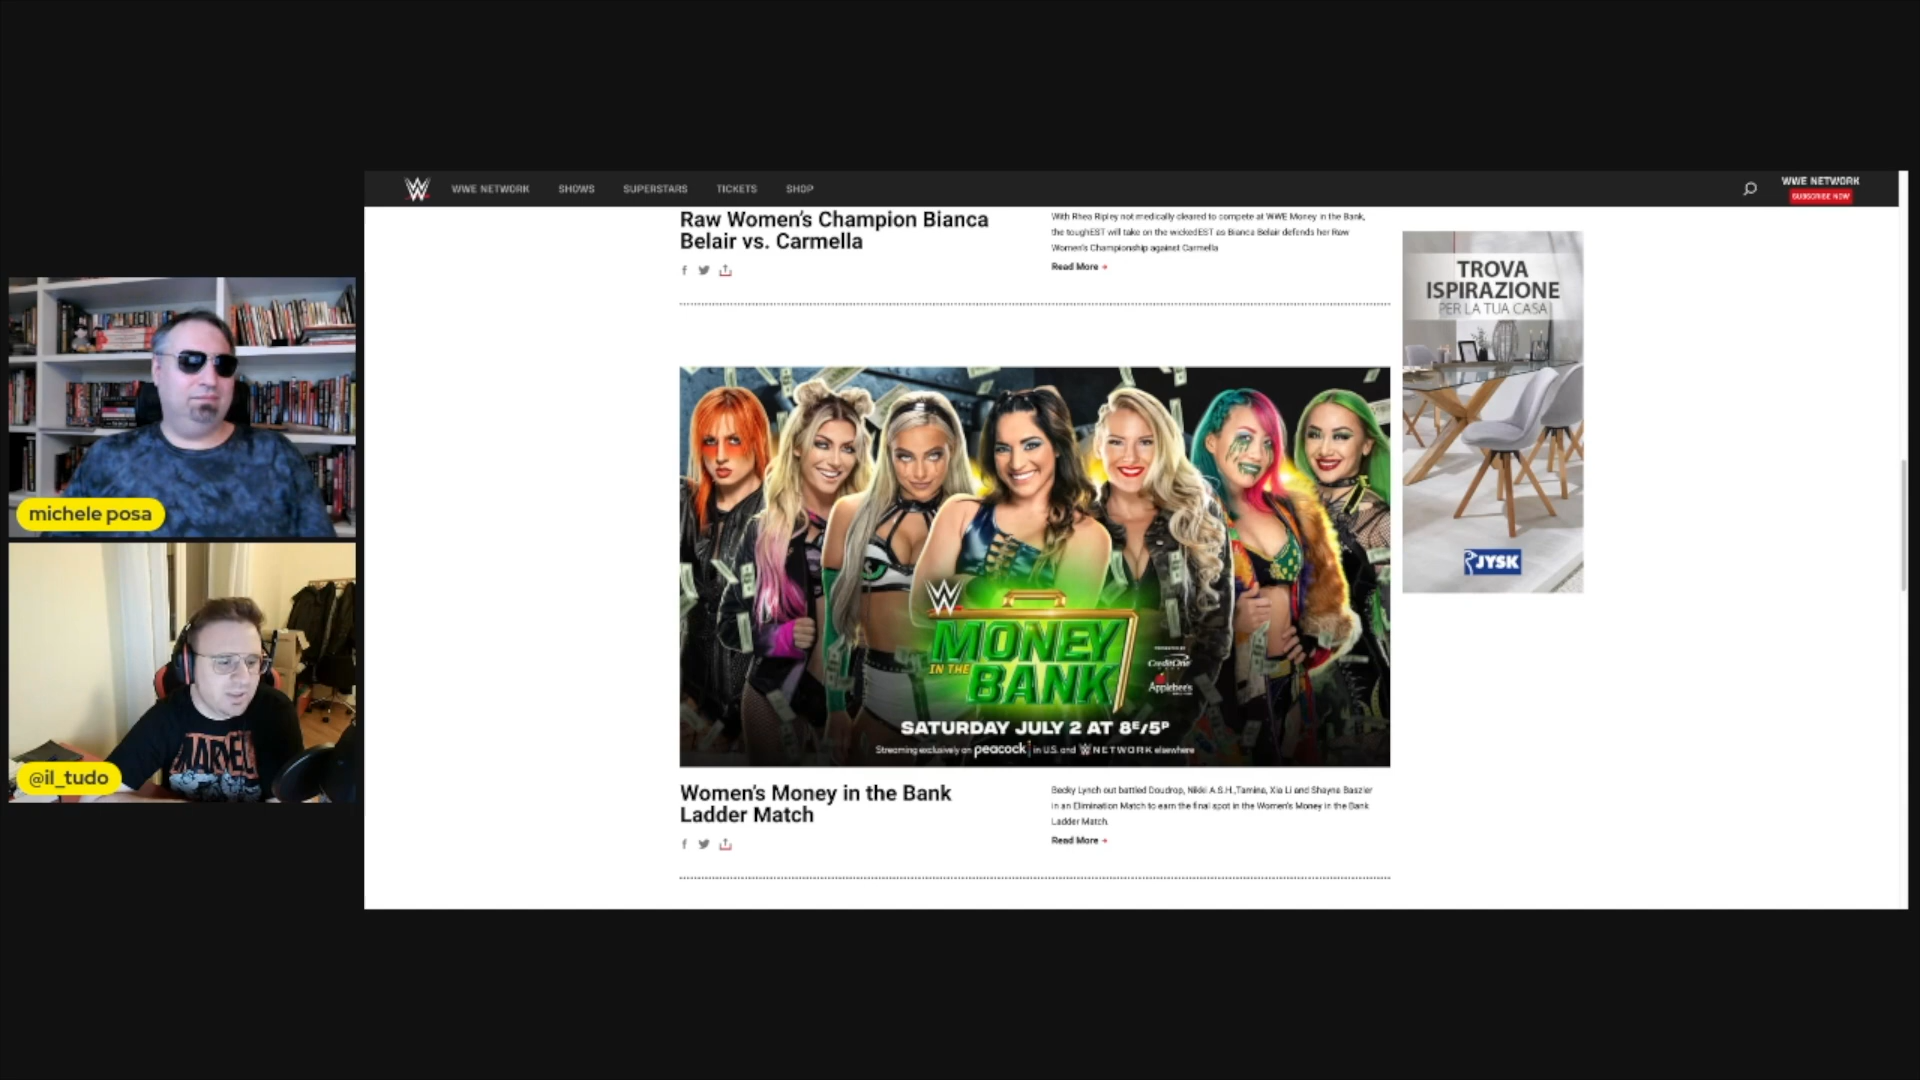 WWE NETWORK SHOWS SUPERSTARS TICKETS SHOP
WWE NETWORK
SUBSCRIBE NOW
Raw Women's Champion Bianca
Belair vs. Carmella
With Rhea Ripley not medically cleared to compete at WWE Money in the Bank,
the toughEST will take on the wickedEST as Bianca Belair defends her Raw
Women's Championship against Carmella
Read More
TROVA
ISPIRAZIONE
PER LA TUA CASA
JYSK
michele posa
@il_tudo
MARVEL
W
MONEY
IN THE
BANK
PRESENTED BY
CreditOne
Applebee's
SATURDAY JULY 2 AT 8E/5P
Streaming exclusively on peacock in U.S. and W NETWORK elsewhere
Women's Money in the Bank
Ladder Match
Becky Lynch out battled Doudrop, Nikki A.S.H.,Tamina, Xia Li and Shayna Baszler
in an Elimination Match to earn the final spot in the Women's Money in the Bank
Ladder Match.
Read More